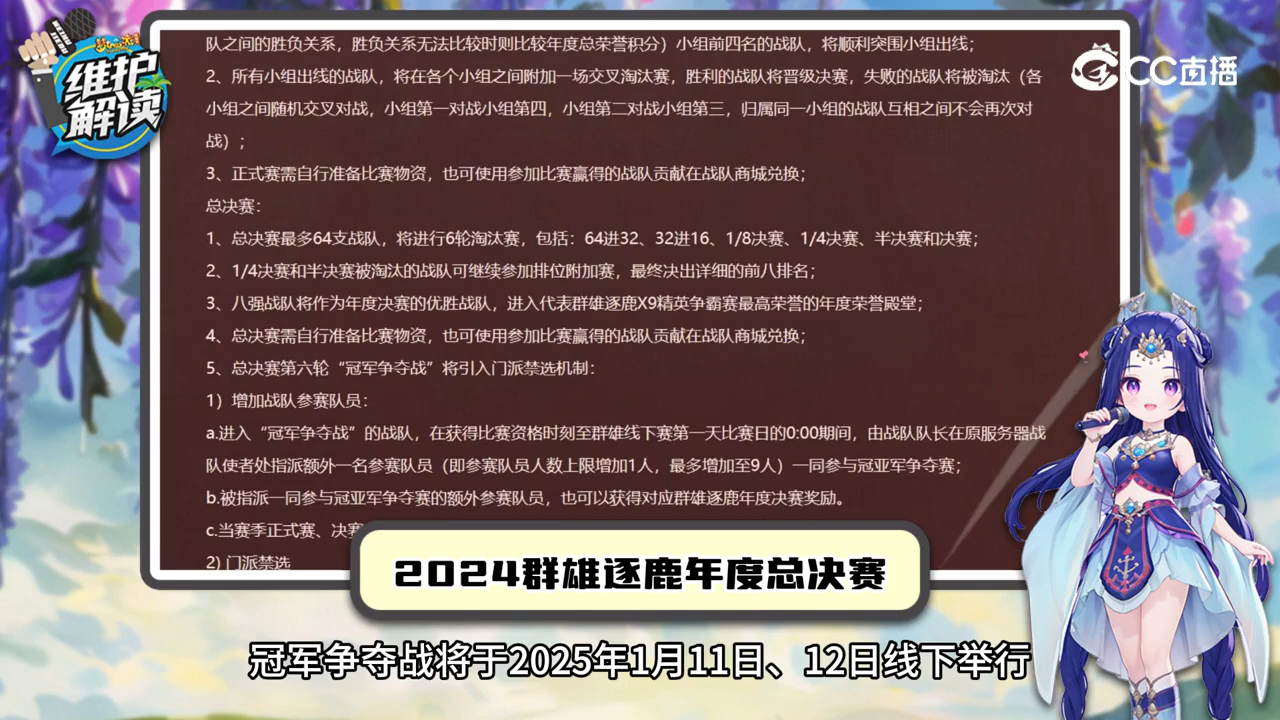 维护
解读
CC直播
队之间的胜负关系，胜负关系无法比较时则比较年度总荣誉积分）小组前四名的战队，将顺利突围小组出线；
2、所有小组出线的战队，将在各个小组之间附加一场交叉淘汰赛，胜利的战队将晋级决赛，失败的战队将被淘汰（各
小组之间随机交叉对战，小组第一对战小组第四，小组第二对战小组第三，归属同一小组的战队互相之间不会再次对
战）；
3、正式赛需自行准备比赛物资，也可使用参加比赛赢得的战队贡献在战队商城兑换；
总决赛：
1、总决赛最多64支战队，将进行6轮淘汰赛，包括：64进32、32进16、1/8决赛、1/4决赛、半决赛和决赛；
2、1/4决赛和半决赛被淘汰的战队可继续参加排位附加赛，最终决出详细的前八排名；
3、八强战队将作为年度决赛的优胜战队，进入代表群雄逐鹿X9精英争霸赛最高荣誉的年度荣誉殿堂；
4、总决赛需自行准备比赛物资，也可使用参加比赛赢得的战队贡献在战队商城兑换；
5、总决赛第六轮“冠军争夺战”将引入门派禁选机制：
1）增加战队参赛队员：
a.进入“冠军争夺战”的战队，在获得比赛资格时刻至群雄线下赛第一天比赛日的0:00期间，由战队队长在原服务器战
队使者处指派额外一名参赛队员（即参赛队员人数上限增加1人，最多增加至9人）一同参与冠亚军争夺赛；
b.被指派一同参与冠亚军争夺赛的额外参赛队员，也可以获得对应群雄逐鹿年度决赛奖励。
c.当赛季正式赛、决赛
2) 门派禁选
2024群雄逐鹿年度总决赛
冠军争夺战将于2025年1月11日、12日线下举行